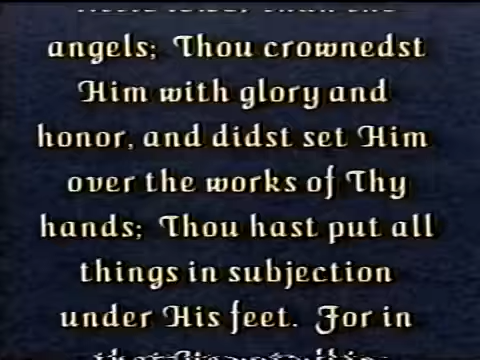 angels; Thou crownedst
Him with glory and
honor, and didst set Him
over the works of Thy
hands; Thou hast put all
things in subjection
under His feet. For in